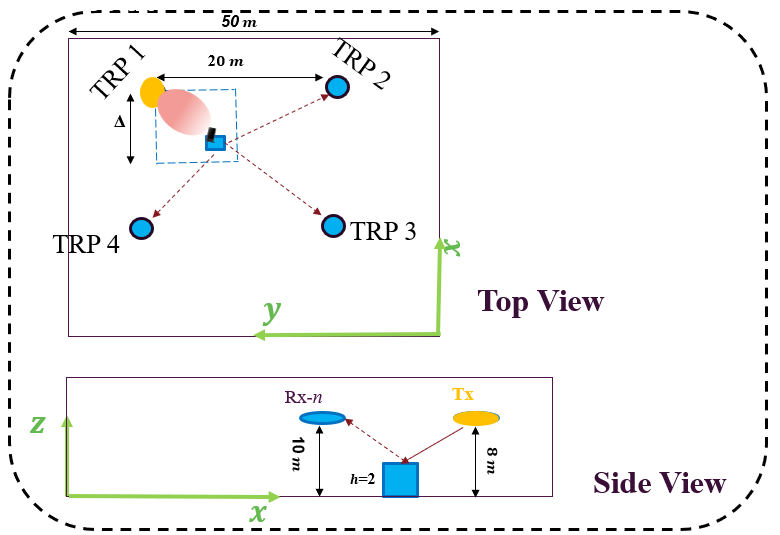 50 m
TRP 1
20 m
TRP 2
Δ
TRP 4
TRP 3
x
y
Top View
Rx-n
Tx
z
10 m
h=2
8 m
x
Side View